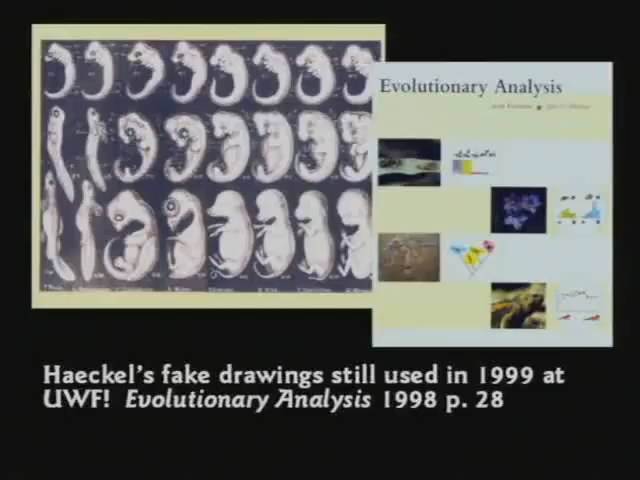 Evolutionary Analysis
Haeckel's fake drawings still used in 1999 at
UWF! Evolutionary Analysis 1998 p. 28